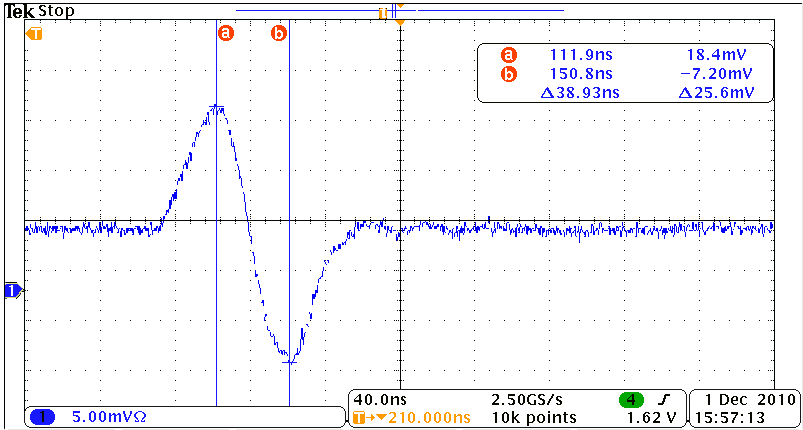 Tek Stop
T
a b
a 111.9ns 18.4mV
b 150.8ns −7.20mV
Δ38.93ns Δ25.6mV
1
1 5.00mVΩ
40.0ns 2.50GS/s 4
T→▼210.000ns 10k points 1.62 V
1 Dec 2010
15:57:13